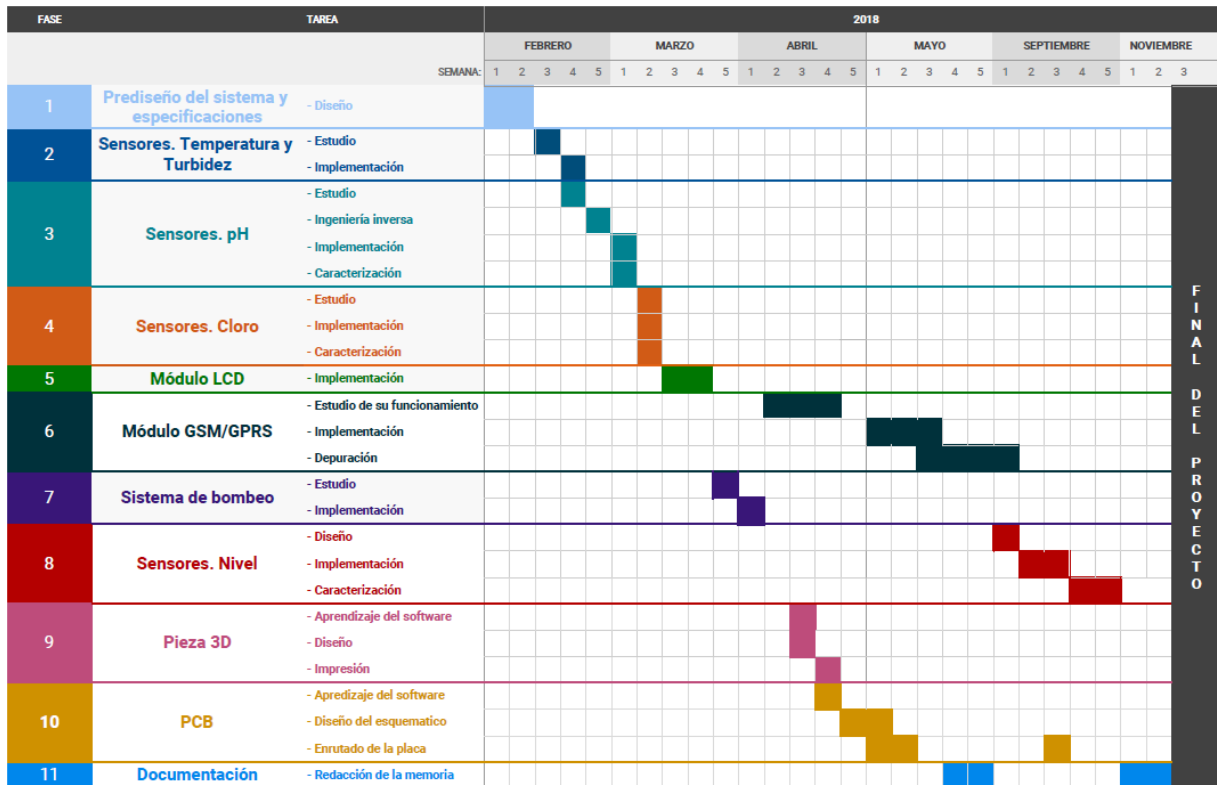 FASE TAREA 2018
FEBRERO MARZO ABRIL MAYO SEPTIEMBRE NOVIEMBRE
SEMANA: 1 2 3 4 5 1 2 3 4 5 1 2 3 4 5 1 2 3 4 5 1 2 3 4 5 1 2 3
1 Prediseño del sistema y especificaciones - Diseño
2 Sensores. Temperatura y Turbidez - Estudio
- Implementación
3 Sensores. pH - Estudio
- Ingeniería inversa
- Implementación
- Caracterización
4 Sensores. Cloro - Estudio
- Implementación
- Caracterización
5 Módulo LCD - Implementación
6 Módulo GSM/GPRS - Estudio de su funcionamiento
- Implementación
- Depuración
7 Sistema de bombeo - Estudio
- Implementación
8 Sensores. Nivel - Diseño
- Implementación
- Caracterización
9 Pieza 3D - Aprendizaje del software
- Diseño
- Impresión
10 PCB - Apredizaje del software
- Diseño del esquematico
- Enrutado de la placa
11 Documentación - Redacción de la memoria
FINAL DEL PROYECTO